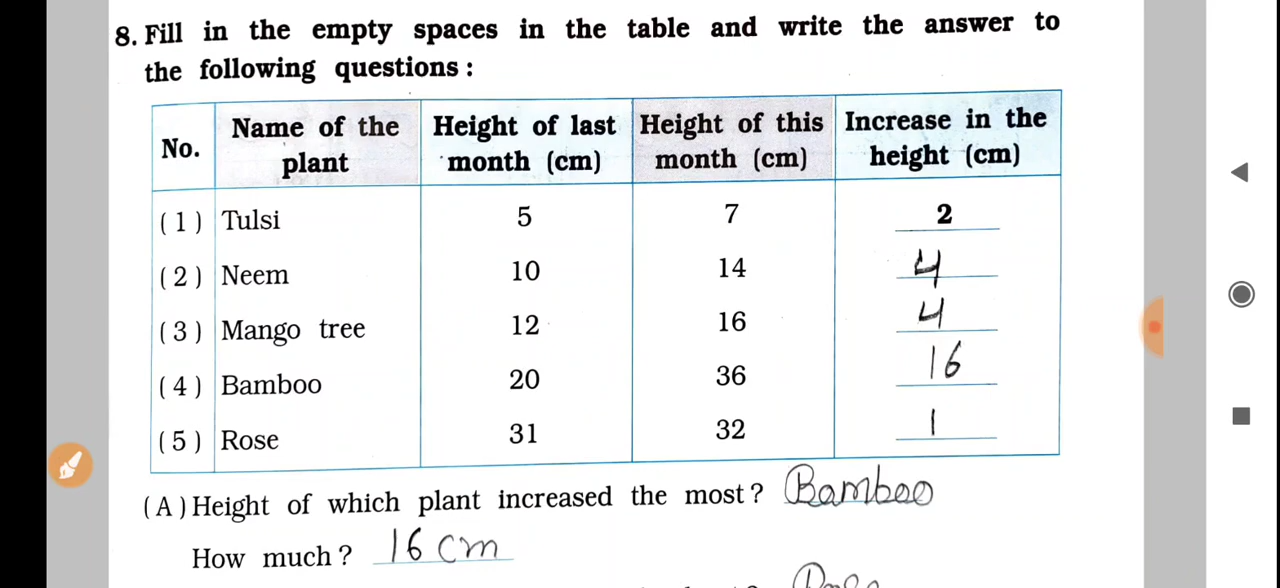 8. Fill in the empty spaces in the table and write the answer to
the following questions :
No. Name of the plant Height of last month (cm) Height of this month (cm) Increase in the height (cm)
(1) Tulsi 5 7 2
(2) Neem 10 14 4
(3) Mango tree 12 16 4
(4) Bamboo 20 36 16
(5) Rose 31 32 1
(A) Height of which plant increased the most? Bamboo
How much? 16 cm